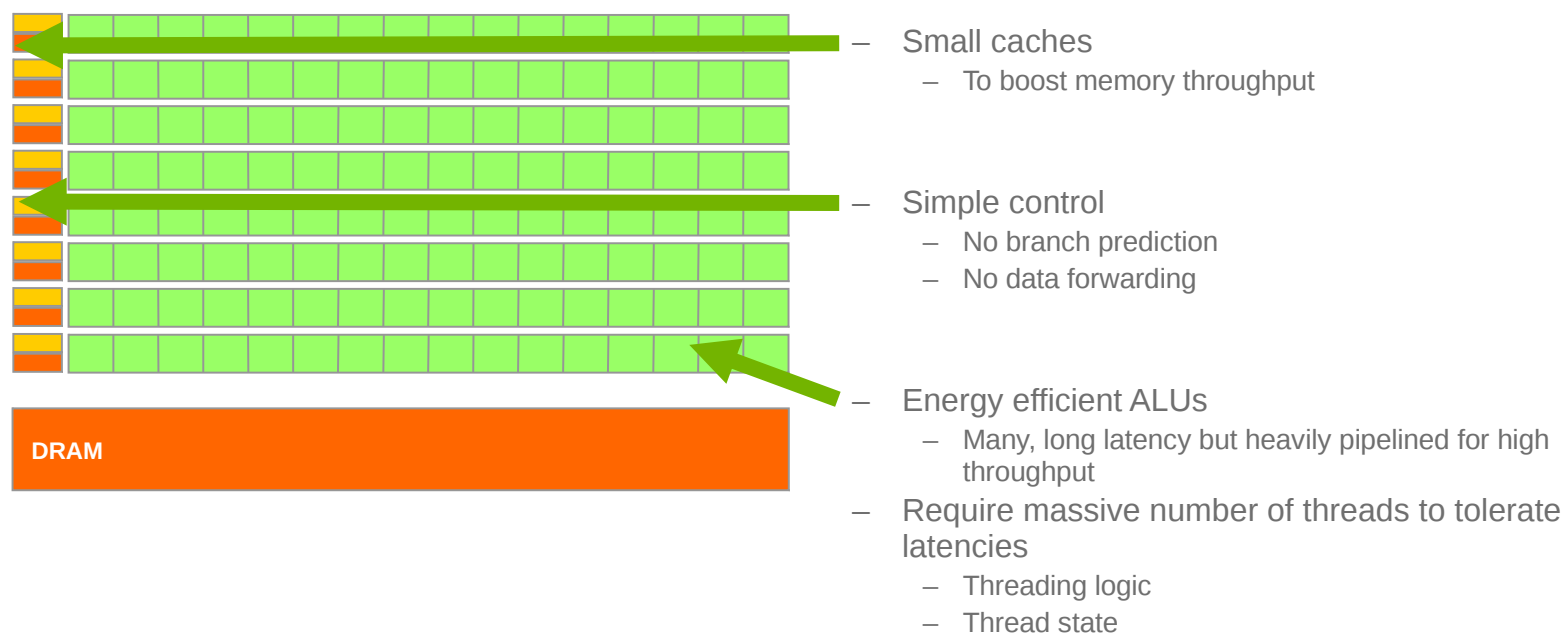 – Small caches
– To boost memory throughput
– Simple control
– No branch prediction
– No data forwarding
– Energy efficient ALUs
– Many, long latency but heavily pipelined for high
throughput
– Require massive number of threads to tolerate
latencies
– Threading logic
– Thread state
DRAM